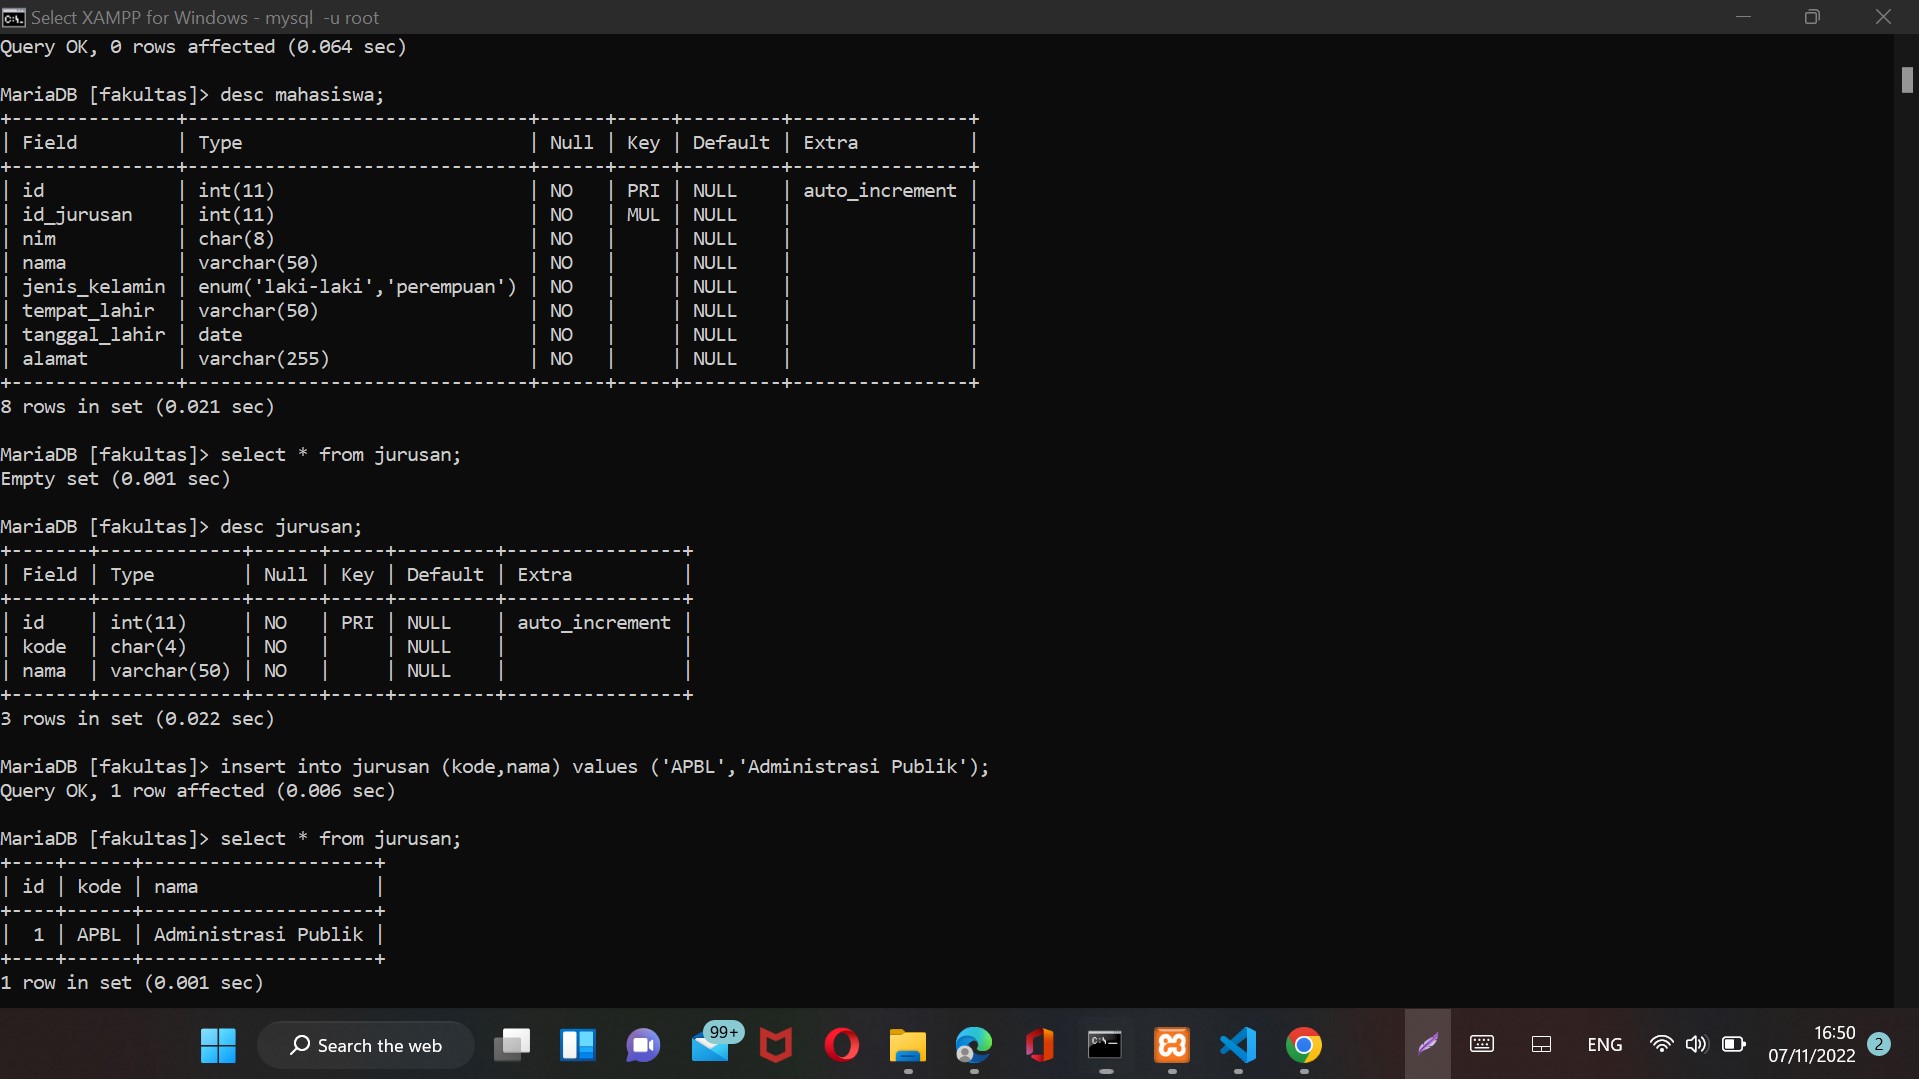 Select XAMPP for Windows - mysql  -u root
Query OK, 0 rows affected (0.064 sec)
MariaDB [fakultas]> desc mahasiswa;
+---------------+-------------------------------+------+-----+---------+----------------+
| Field         | Type                          | Null | Key | Default | Extra          |
+---------------+-------------------------------+------+-----+---------+----------------+
| id            | int(11)                       | NO   | PRI | NULL    | auto_increment |
| id_jurusan    | int(11)                       | NO   | MUL | NULL    |                |
| nim           | char(8)                       | NO   |     | NULL    |                |
| nama          | varchar(50)                   | NO   |     | NULL    |                |
| jenis_kelamin | enum('laki-laki','perempuan') | NO   |     | NULL    |                |
| tempat_lahir  | varchar(50)                   | NO   |     | NULL    |                |
| tanggal_lahir | date                          | NO   |     | NULL    |                |
| alamat        | varchar(255)                  | NO   |     | NULL    |                |
+---------------+-------------------------------+------+-----+---------+----------------+
8 rows in set (0.021 sec)
MariaDB [fakultas]> select * from jurusan;
Empty set (0.001 sec)
MariaDB [fakultas]> desc jurusan;
+-------+-------------+------+-----+---------+----------------+
| Field | Type        | Null | Key | Default | Extra          |
+-------+-------------+------+-----+---------+----------------+
| id    | int(11)     | NO   | PRI | NULL    | auto_increment |
| kode  | char(4)     | NO   |     | NULL    |                |
| nama  | varchar(50) | NO   |     | NULL    |                |
+-------+-------------+------+-----+---------+----------------+
3 rows in set (0.022 sec)
MariaDB [fakultas]> insert into jurusan (kode,nama) values ('APBL','Administrasi Publik');
Query OK, 1 row affected (0.006 sec)
MariaDB [fakultas]> select * from jurusan;
+----+------+---------------------+
| id | kode | nama                |
+----+------+---------------------+
|  1 | APBL | Administrasi Publik |
+----+------+---------------------+
1 row in set (0.001 sec)
Search the web
99+
ENG
16:50
07/11/2022
2